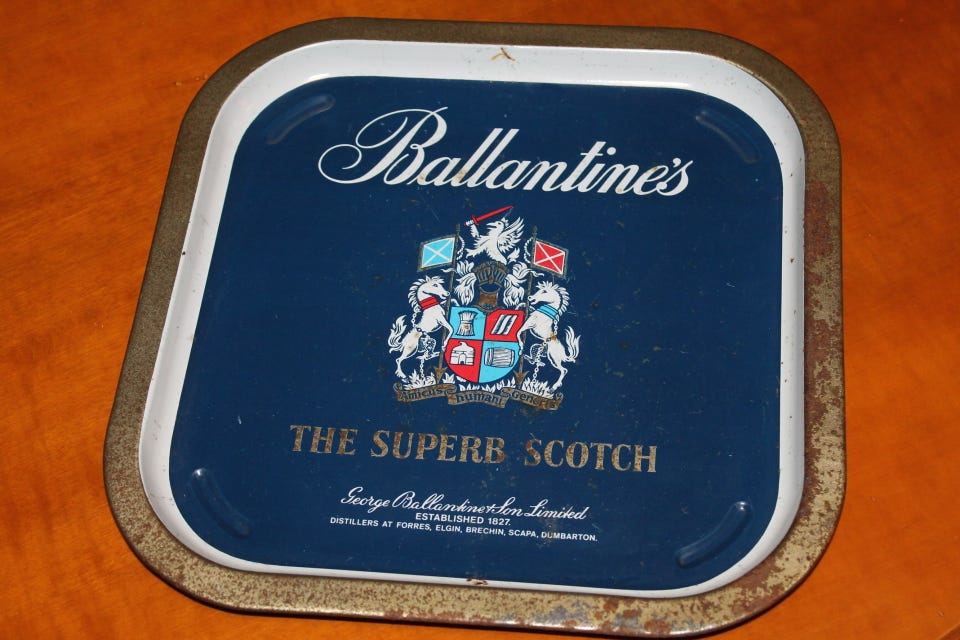 Ballantine's
Amicus Humani Generis
THE SUPERB SCOTCH
George Ballantine & Son Limited
ESTABLISHED 1827.
DISTILLERS AT FORRES, ELGIN, BRECHIN, SCAPA, DUMBARTON.